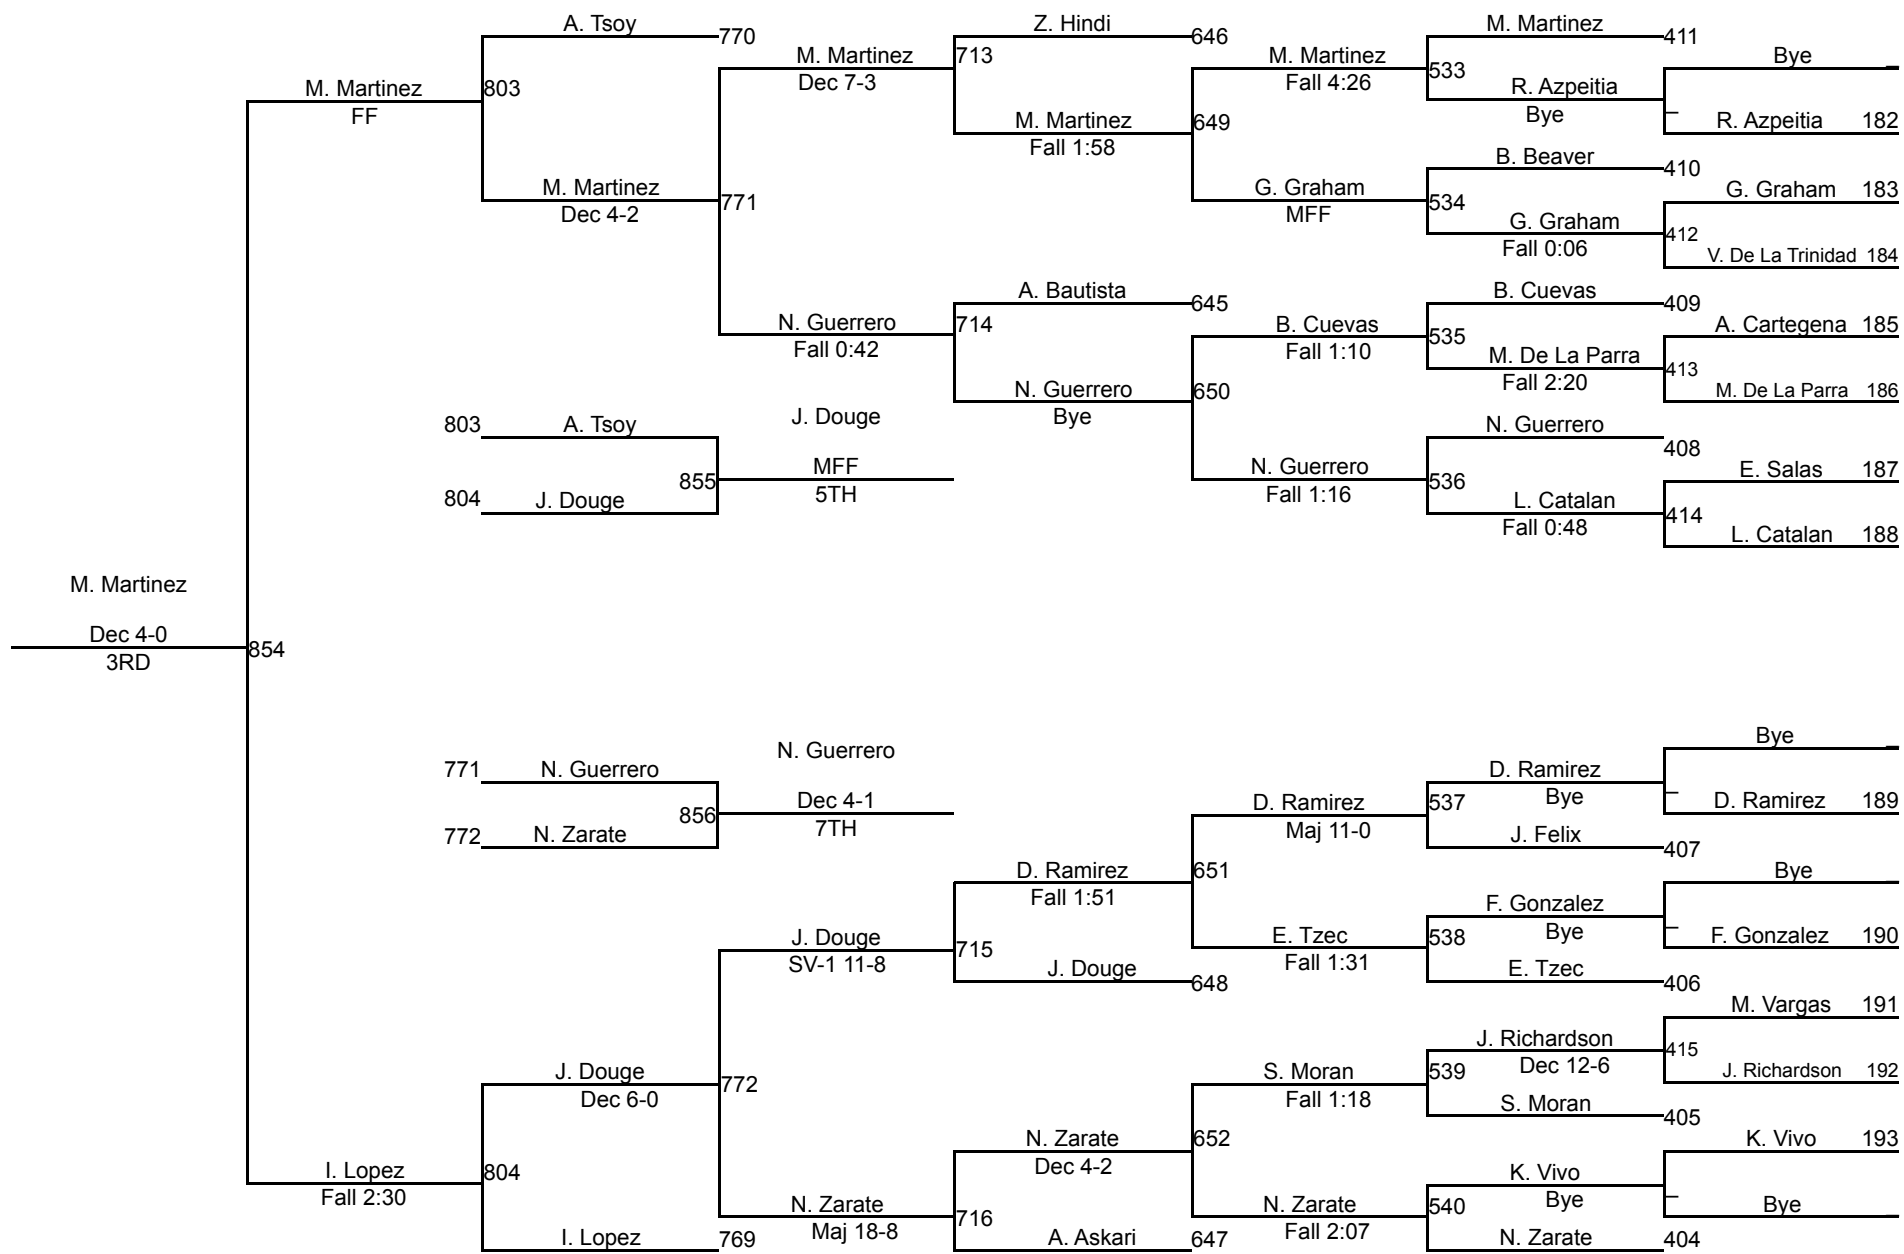 A. Tsoy
770
803
M. Martinez
FF
M. Martinez
Dec 4-2
771
M. Martinez
Dec 7-3
713
Z. Hindi
646
M. Martinez
Fall 1:58
649
M. Martinez
Fall 4:26
533
M. Martinez
411
R. Azpeitia
Bye
Bye
R. Azpeitia 182
G. Graham
MFF
534
B. Beaver
410
G. Graham
Fall 0:06
412
G. Graham 183
V. De La Trinidad 184
N. Guerrero
Fall 0:42
714
A. Bautista
645
N. Guerrero
Bye
650
B. Cuevas
Fall 1:10
535
B. Cuevas
409
M. De La Parra
Fall 2:20
413
A. Cartegena 185
M. De La Parra 186
N. Guerrero
Fall 1:16
536
N. Guerrero
408
L. Catalan
Fall 0:48
414
E. Salas 187
L. Catalan 188
803 A. Tsoy
804 J. Douge
855
J. Douge
MFF
5TH
M. Martinez
Dec 4-0
3RD
854
771 N. Guerrero
772 N. Zarate
856
N. Guerrero
Dec 4-1
7TH
I. Lopez
Fall 2:30
804
J. Douge
Dec 6-0
772
J. Douge
SV-1 11-8
715
D. Ramirez
Fall 1:51
651
D. Ramirez
Maj 11-0
537
D. Ramirez
Bye
Bye
D. Ramirez 189
J. Felix
407
E. Tzec
Fall 1:31
538
F. Gonzalez
Bye
Bye
F. Gonzalez 190
E. Tzec
406
J. Douge
648
N. Zarate
Maj 18-8
716
N. Zarate
Dec 4-2
652
S. Moran
Fall 1:18
539
J. Richardson
Dec 12-6
415
M. Vargas 191
J. Richardson 192
S. Moran
405
N. Zarate
Fall 2:07
540
K. Vivo
Bye
K. Vivo 193
Bye
N. Zarate
404
A. Askari
647
I. Lopez
769